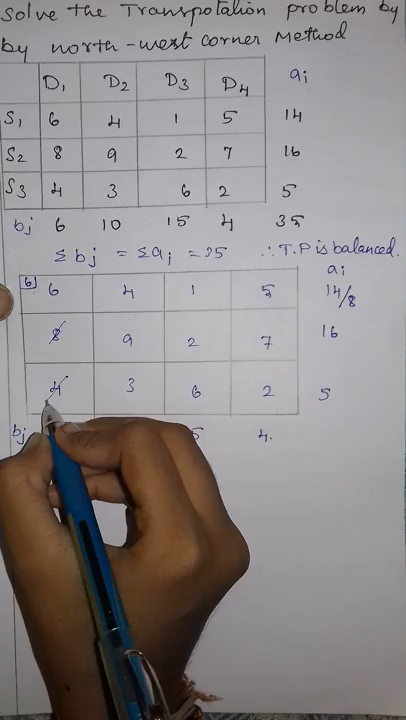 Solve the Transpotation problem by
by north-west corner Method
D1 D2 D3 D4 ai
S1 6 4 1 5 14
S2 8 9 2 7 16
S3 4 3 6 2 5
bj 6 10 15 4 35
Σbj = Σai = 35 ∴ T.P is balanced.
ai
6 6 4 1 5 14/8
8 9 2 7 16
4 3 6 2 5
bj 5 4.